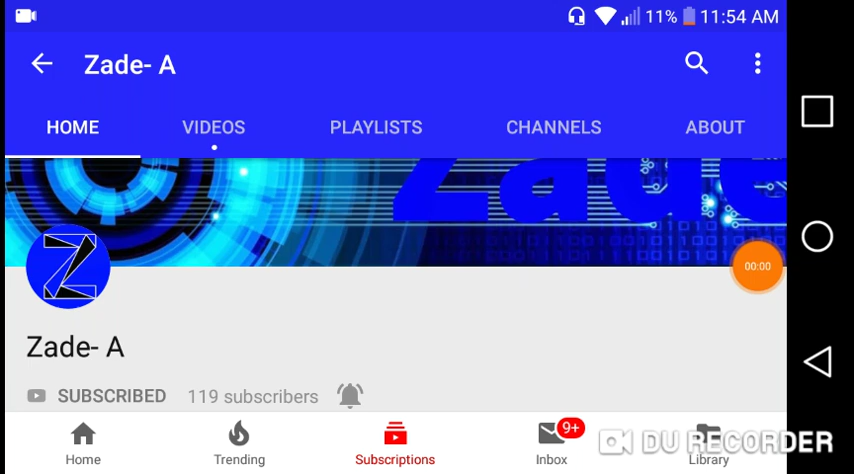 11% 11:54 AM
Zade- A
HOME VIDEOS PLAYLISTS CHANNELS ABOUT
Zade
Z
00:00
Zade- A
SUBSCRIBED 119 subscribers
9+
DU RECORDER
Home Trending Subscriptions Inbox Library